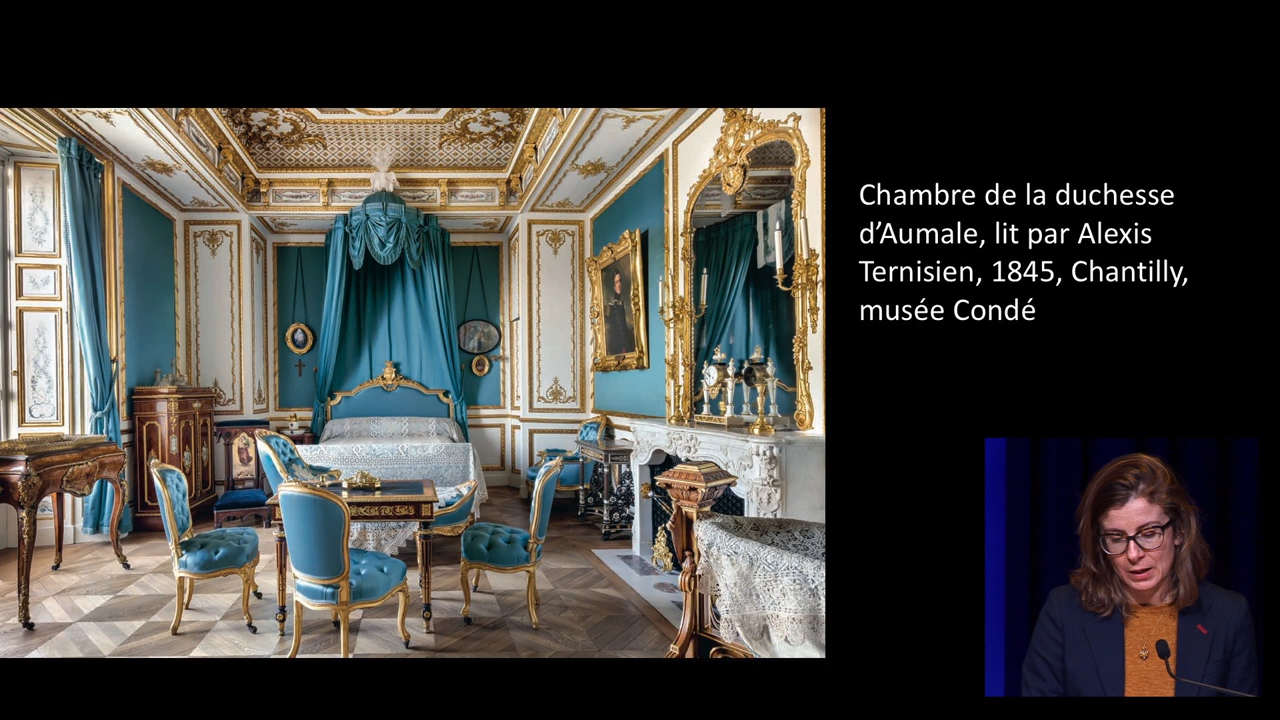 Chambre de la duchesse
d’Aumale, lit par Alexis
Ternisien, 1845, Chantilly,
musée Condé